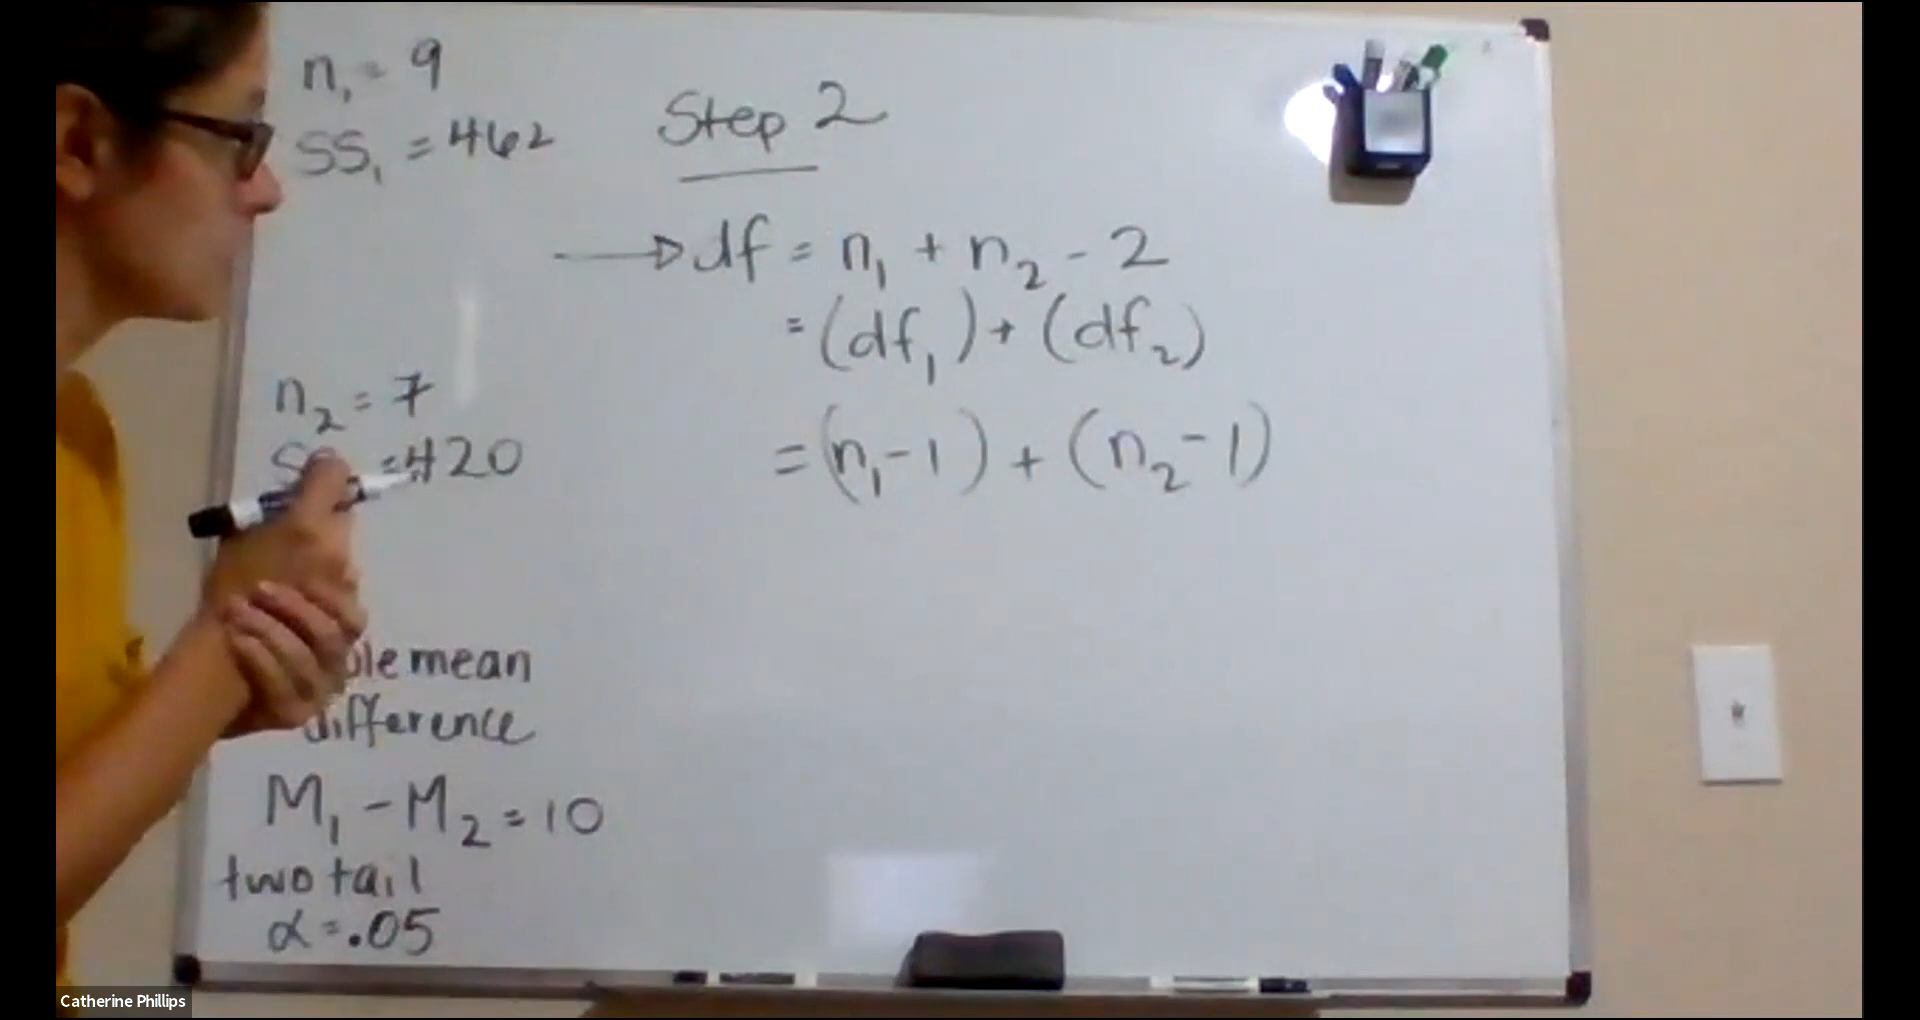 n₁ = 9
SS₁ = 462
n₂ = 7
= 420
mean
difference
M₁ - M₂ = 10
two tail
α = .05
Step 2
→ df = n₁ + n₂ - 2
= (df₁) + (df₂)
= (n₁ - 1) + (n₂ - 1)
Catherine Phillips